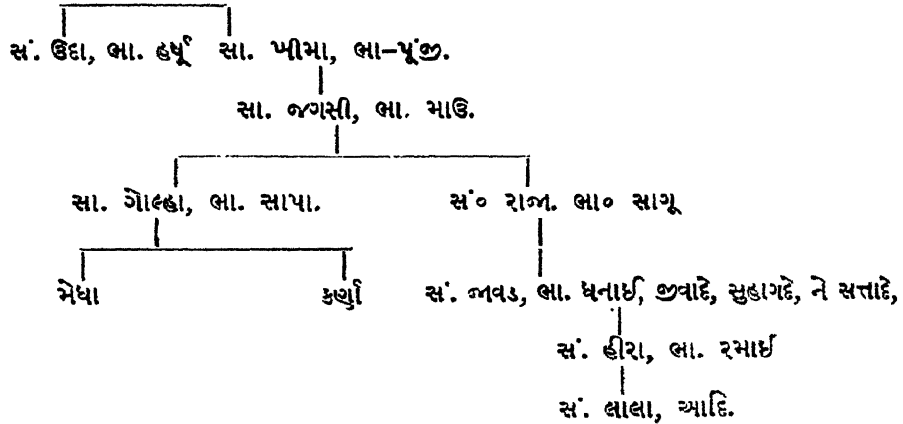 સં. ઉદા, ભા. હર્ષૂ સા. ખીમા, ભા–પૂંજી.
સા. જગસી, ભા. માઉ.
સા. ગોલ્હા, ભા. સાપા. સં૦ રાજા. ભા૦ સાગૂ
મેઘા કર્ણા સં. જાવડ, ભા. ધનાઈ, જીવાદે, સુહાગદે, ને સત્તાદે,
સં. હીરા, ભા. રમાઈ
સં. લાલા, આદિ.